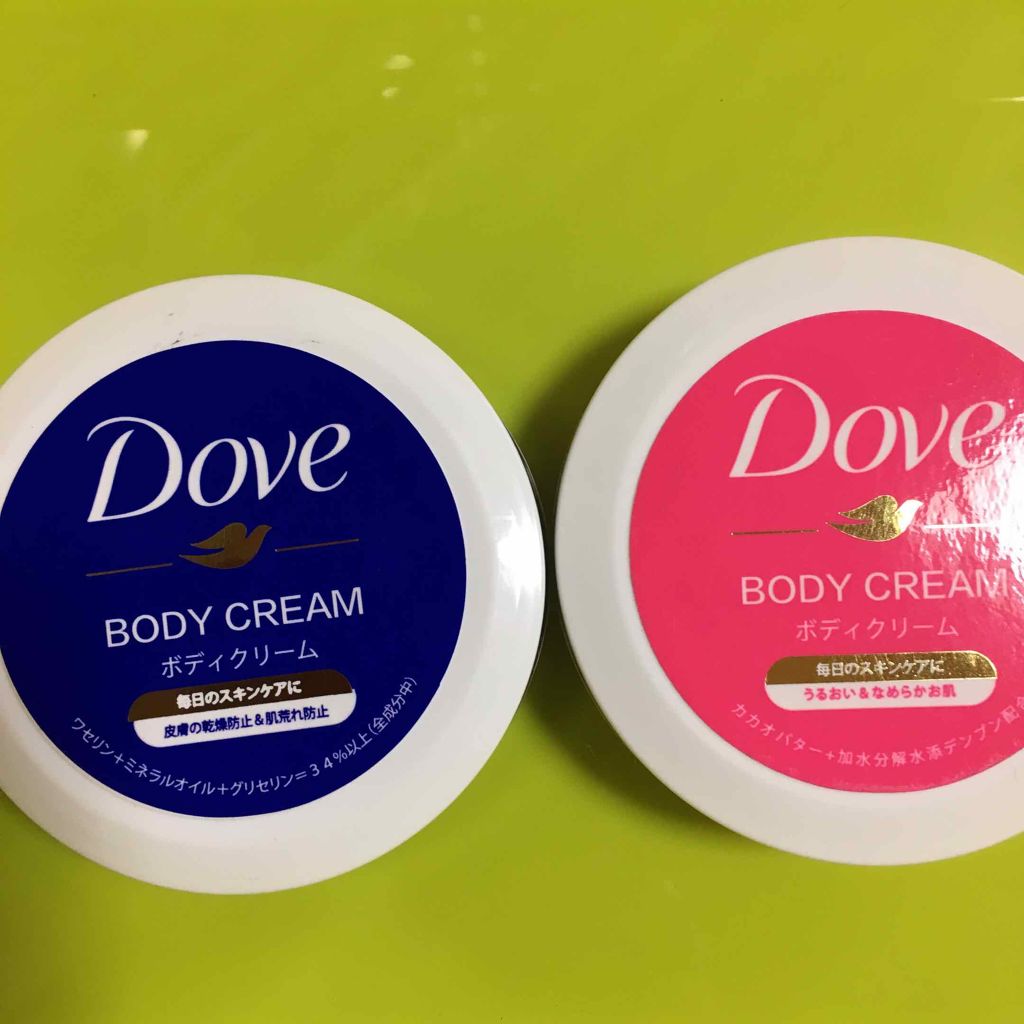 Dove
BODY CREAM
ボディクリーム
毎日のスキンケアに
皮膚の乾燥防止&肌荒れ防止
ワセリン+ミネラルオイル+グリセリン=34%以上(全成分中)
Dove
BODY CREAM
ボディクリーム
毎日のスキンケアに
うるおい&なめらかお肌
カカオバター+加水分解水添デンプン配合